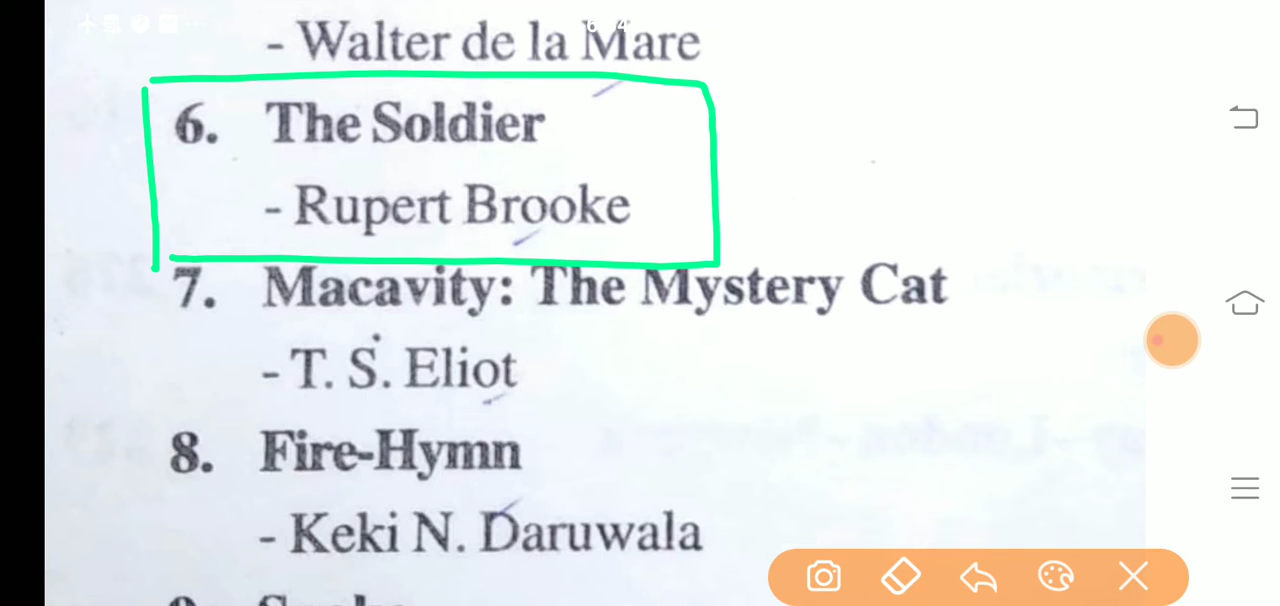 - Walter de la Mare
6. The Soldier
- Rupert Brooke
7. Macavity: The Mystery Cat
- T. S. Eliot
8. Fire-Hymn
- Keki N. Daruwala